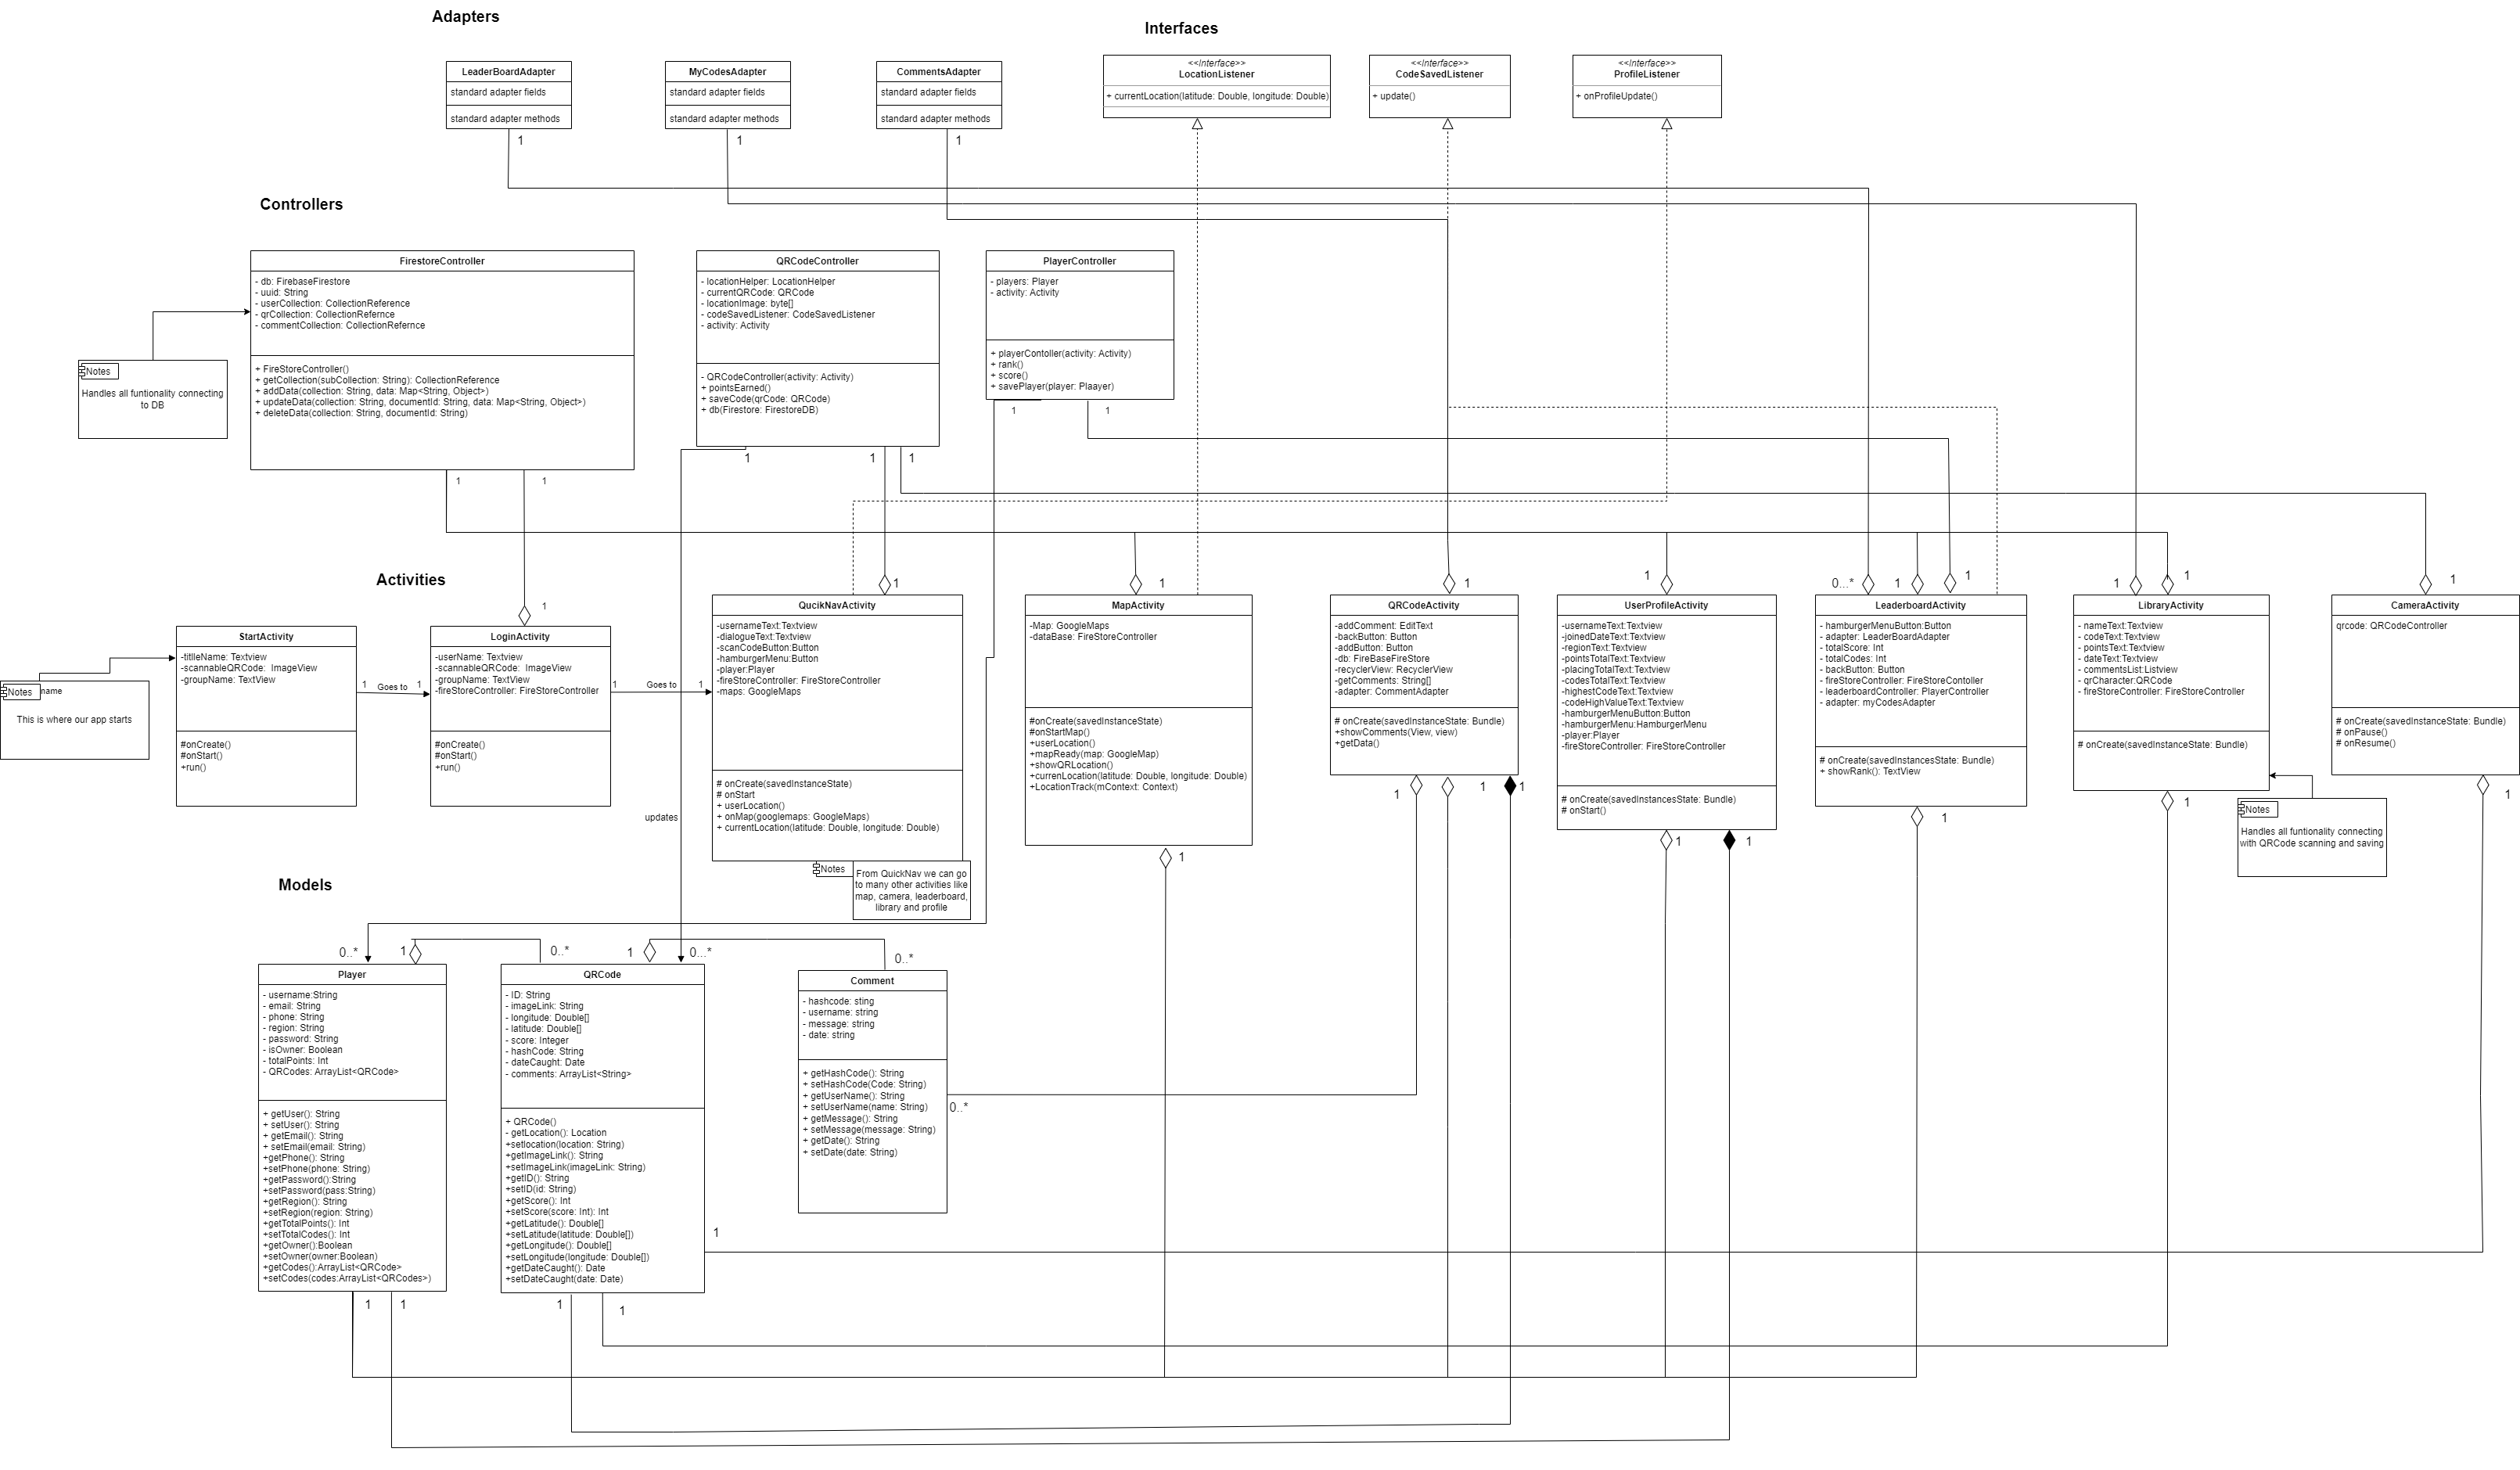 Adapters
Interfaces
LeaderBoardAdapter
standard adapter fields
standard adapter methods
1
MyCodesAdapter
standard adapter fields
standard adapter methods
1
CommentsAdapter
standard adapter fields
standard adapter methods
1
<<Interface>>
LocationListener
+ currentLocation(latitude: Double, longitude: Double)
<<Interface>>
CodeSavedListener
+ update()
<<Interface>>
ProfileListener
+ onProfileUpdate()
Controllers
FirestoreController
- db: FirebaseFirestore
- uuid: String
- userCollection: CollectionReference
- qrCollection: CollectionRefernce
- commentCollection: CollectionRefernce
+ FireStoreController()
+ getCollection(subCollection: String): CollectionReference
+ addData(collection: String, data: Map<String, Object>)
+ updateData(collection: String, documentId: String, data: Map<String, Object>)
+ deleteData(collection: String, documentId: String)
1
1
Notes
Handles all funtionality connecting
to DB
QRCodeController
- locationHelper: LocationHelper
- currentQRCode: QRCode
- locationImage: byte[]
- codeSavedListener: CodeSavedListener
- activity: Activity
- QRCodeController(activity: Activity)
+ pointsEarned()
+ saveCode(qrCode: QRCode)
+ db(Firestore: FirestoreDB)
1
1
1
PlayerController
- players: Player
- activity: Activity
+ playerContoller(activity: Activity)
+ rank()
+ score()
+ savePlayer(player: Plaayer)
1
1
Activities
StartActivity
-titlleName: Textview
-scannableQRCode:  ImageView
-groupName: TextView
#onCreate()
#onStart()
+run()
Notes
name
This is where our app starts
1
Goes to
1
1
LoginActivity
-userName: Textview
-scannableQRCode:  ImageView
-groupName: TextView
-fireStoreController: FireStoreController
#onCreate()
#onStart()
+run()
1
Goes to
1
1
QucikNavActivity
-usernameText:Textview
-dialogueText:Textview
-scanCodeButton:Button
-hamburgerMenu:Button
-player:Player
-fireStoreController: FireStoreController
-maps: GoogleMaps
# onCreate(savedInstanceState)
# onStart
+ userLocation()
+ onMap(googlemaps: GoogleMaps)
+ currentLocation(latitude: Double, longitude: Double)
Notes
From QuickNav we can go
to many other activities like
map, camera, leaderboard,
library and profile
updates
1
MapActivity
-Map: GoogleMaps
-dataBase: FireStoreController
#onCreate(savedInstanceState)
#onStartMap()
+userLocation()
+mapReady(map: GoogleMap)
+showQRLocation()
+currenLocation(latitude: Double, longitude: Double)
+LocationTrack(mContext: Context)
1
1
QRCodeActivity
-addComment: EditText
-backButton: Button
-addButton: Button
-db: FireBaseFireStore
-recyclerView: RecyclerView
-getComments: String[]
-adapter: CommentAdapter
# onCreate(savedInstanceState: Bundle)
+showComments(View, view)
+getData()
1
1
1
1
UserProfileActivity
-usernameText:Textview
-joinedDateText:Textview
-regionText:Textview
-pointsTotalText:Textview
-placingTotalText:Textview
-codesTotalText:Textview
-highestCodeText:Textview
-codeHighValueText:Textview
-hamburgerMenuButton:Button
-hamburgerMenu:HamburgerMenu
-player:Player
-fireStoreController: FireStoreController
# onCreate(savedInstancesState: Bundle)
# onStart()
1
1
0...*
1
1
LeaderboardActivity
- hamburgerMenuButton:Button
- adapter: LeaderBoardAdapter
- totalScore: Int
- totalCodes: Int
- backButton: Button
- fireStoreController: FireStoreContoller
- leaderboardController: PlayerController
- adapter: myCodesAdapter
# onCreate(savedInstancesState: Bundle)
+ showRank(): TextView
1
1
1
LibraryActivity
- nameText:Textview
- codeText:Textview
- pointsText:Textview
- dateText:Textview
- commentsList:Listview
- qrCharacter:QRCode
- fireStoreController: FireStoreController
# onCreate(savedInstanceState: Bundle)
1
Notes
Handles all funtionality connecting
with QRCode scanning and saving
1
CameraActivity
qrcode: QRCodeController
# onCreate(savedInstanceState: Bundle)
# onPause()
# onResume()
1
Models
0..*
1
0..*
1
0...*
0..*
Player
- username:String
- email: String
- phone: String
- region: String
- password: String
- isOwner: Boolean
- totalPoints: Int
- QRCodes: ArrayList<QRCode>
+ getUser(): String
+ setUser(): String
+ getEmail(): String
+ setEmail(email: String)
+getPhone(): String
+setPhone(phone: String)
+getPassword():String
+setPassword(pass:String)
+getRegion(): String
+setRegion(region: String)
+getTotalPoints(): Int
+setTotalCodes(): Int
+getOwner():Boolean
+setOwner(owner:Boolean)
+getCodes():ArrayList<QRCode>
+setCodes(codes:ArrayList<QRCodes>)
1
1
QRCode
- ID: String
- imageLink: String
- longitude: Double[]
- latitude: Double[]
- score: Integer
- hashCode: String
- dateCaught: Date
- comments: ArrayList<String>
+ QRCode()
- getLocation(): Location
+setlocation(location: String)
+getImageLink(): String
+setImageLink(imageLink: String)
+getID(): String
+setID(id: String)
+getScore(): Int
+setScore(score: Int): Int
+getLatitude(): Double[]
+setLatitude(latitude: Double[])
+getLongitude(): Double[]
+setLongitude(longitude: Double[])
+getDateCaught(): Date
+setDateCaught(date: Date)
1
1
1
Comment
- hashcode: sting
- username: string
- message: string
- date: string
+ getHashCode(): String
+ setHashCode(Code: String)
+ getUserName(): String
+ setUserName(name: String)
+ getMessage(): String
+ setMessage(message: String)
+ getDate(): String
+ setDate(date: String)
0..*